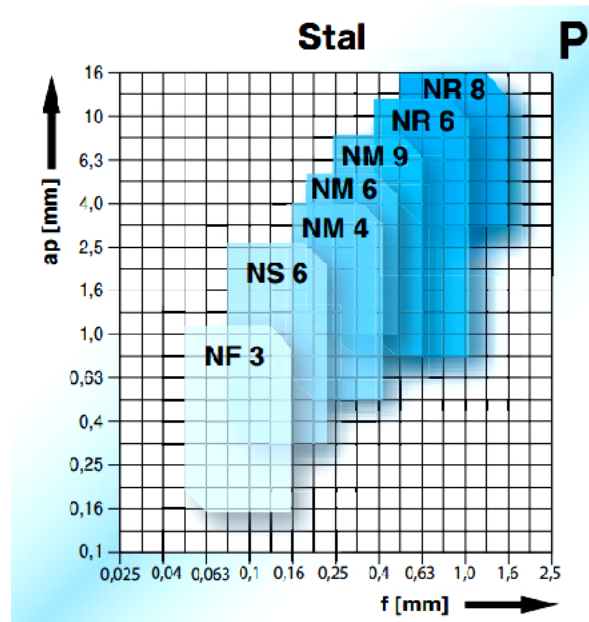 Stal
P
ap [mm]
16
10
6,3
4,0
2,5
1,6
1,0
0,63
0,4
0,25
0,16
0,1
NR 8
NR 6
NM 9
NM 6
NM 4
NS 6
NF 3
0,025 0,04 0,063 0,1 0,16 0,25 0,4 0,63 1,0 1,6 2,5
f [mm]